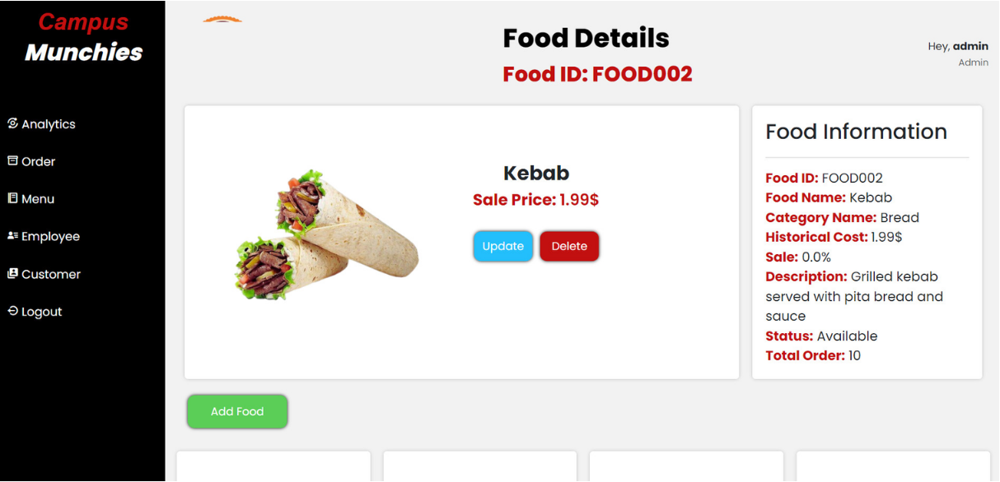 Campus
Munchies
Analytics
Order
Menu
Employee
Customer
Logout
Food Details
Food ID: FOOD002
Hey, admin
Admin
Kebab
Sale Price: 1.99$
Update
Delete
Food Information
Food ID: FOOD002
Food Name: Kebab
Category Name: Bread
Historical Cost: 1.99$
Sale: 0.0%
Description: Grilled kebab
served with pita bread and
sauce
Status: Available
Total Order: 10
Add Food